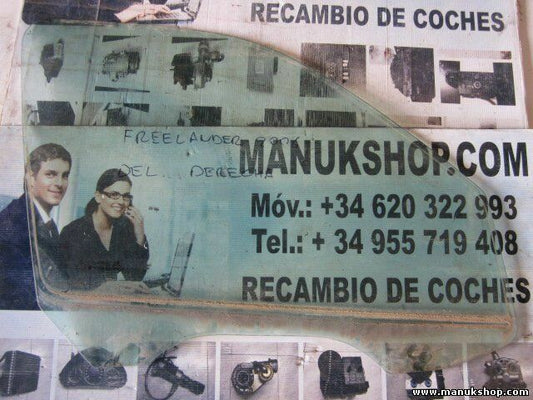 RECAMBIO DE COCHES
FREELANDER
DEL.. DERECHA
MANUKSHOP.COM
Móv.: +34 620 322 993
Tel.: + 34 955 719 408
RECAMBIO DE COCHES
www.manukshop.com